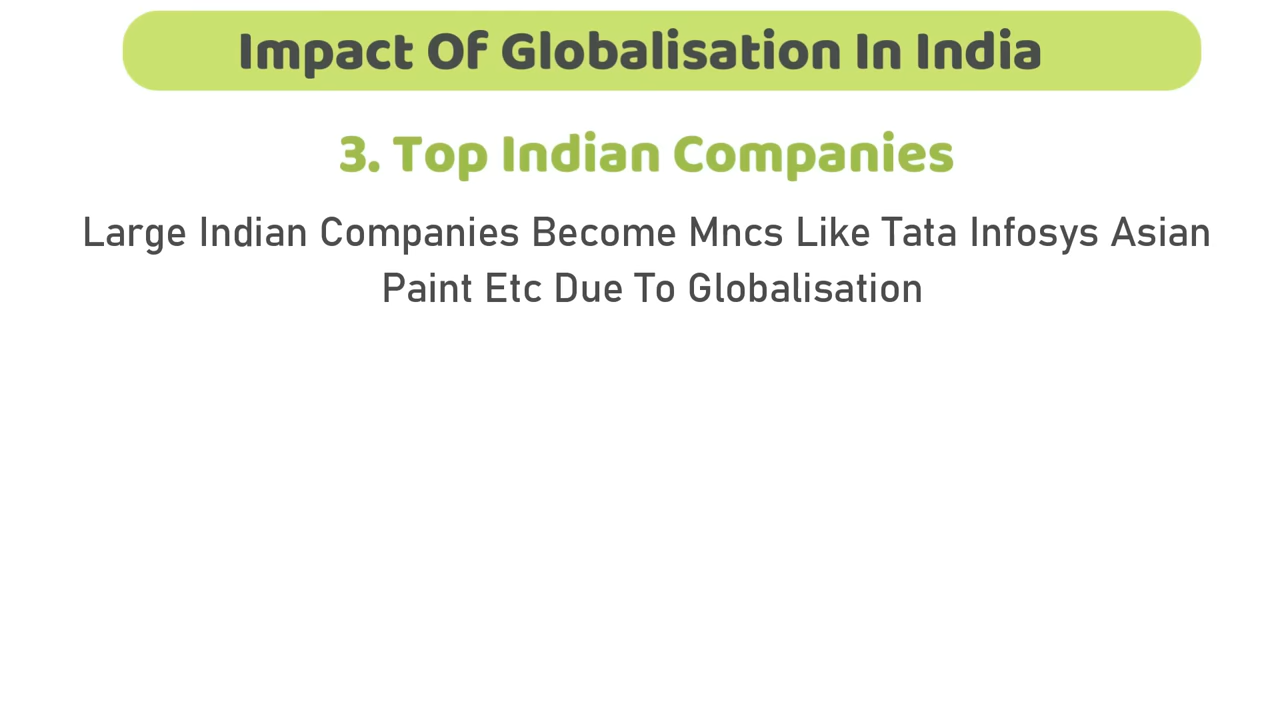 Impact Of Globalisation In India
3. Top Indian Companies
Large Indian Companies Become Mncs Like Tata Infosys Asian
Paint Etc Due To Globalisation